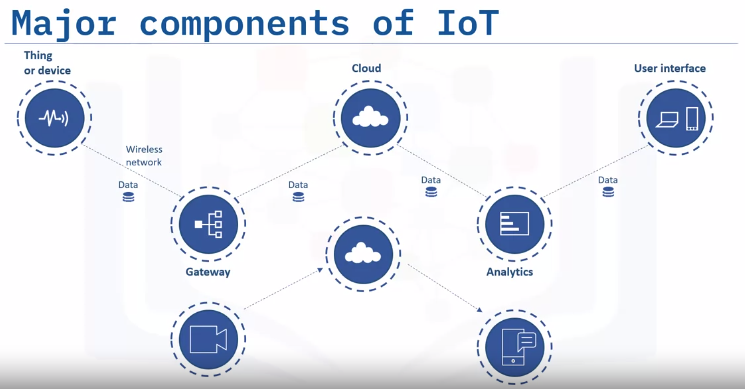 Major components of IoT
Thing
or device
Cloud
User interface
Wireless
network
Data
Data
Data
Data
Gateway
Analytics